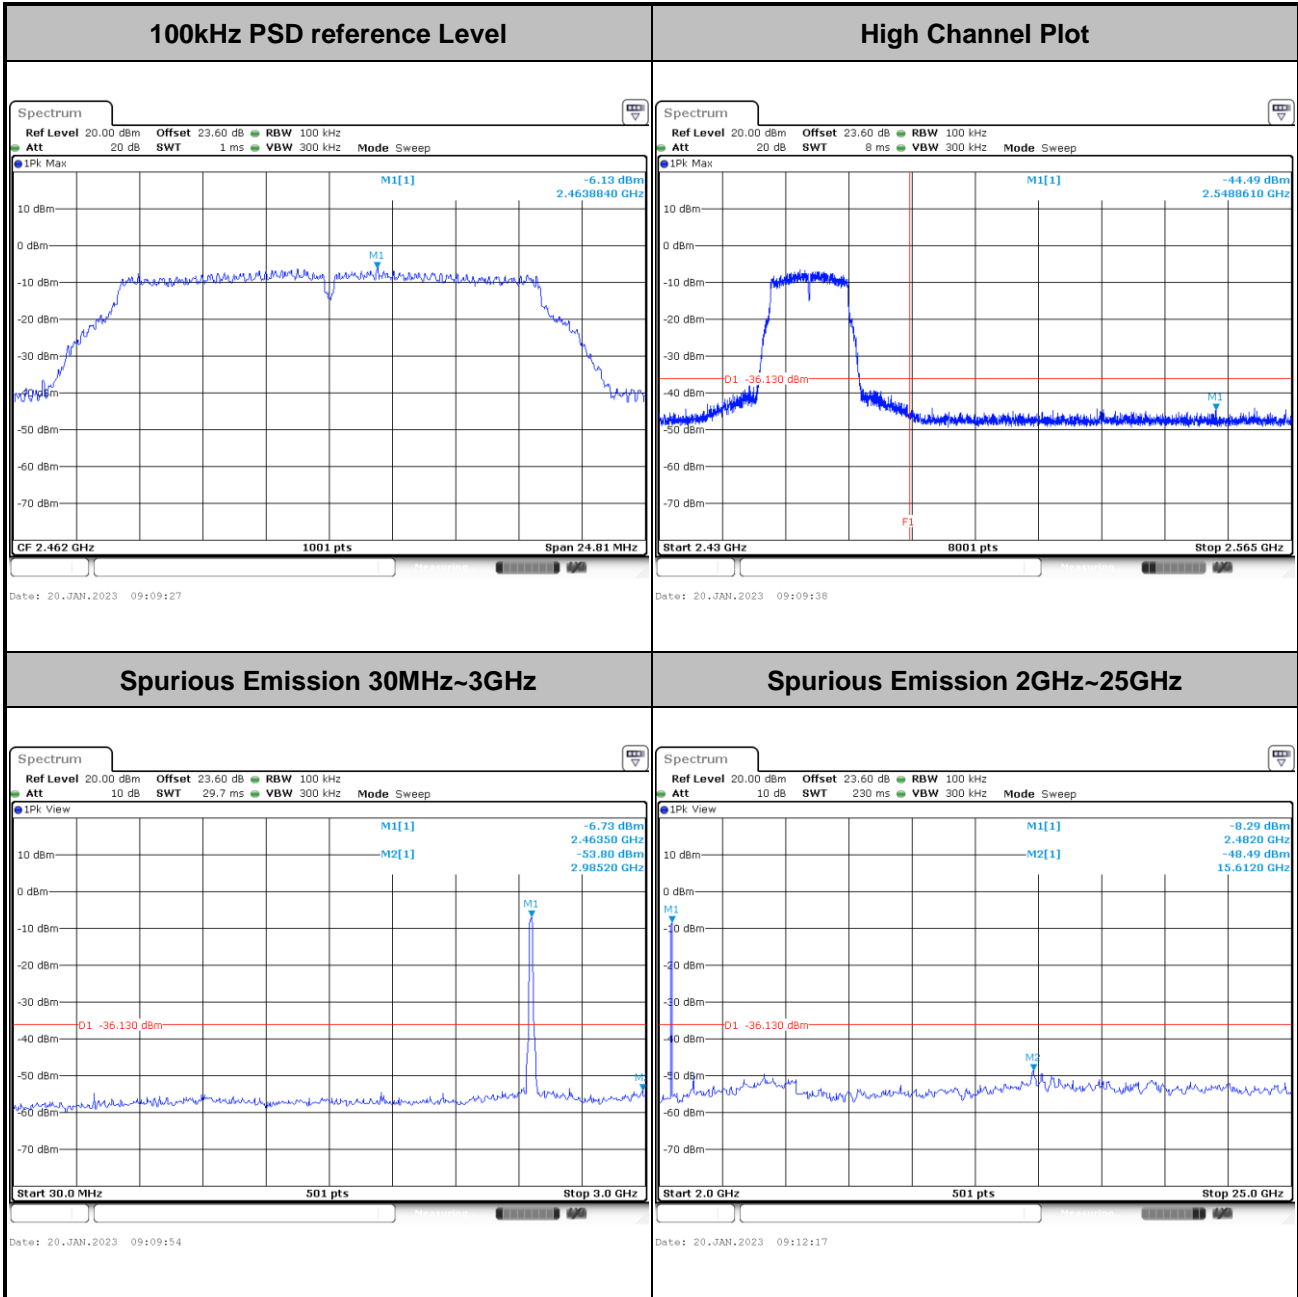 100kHz PSD reference Level
High Channel Plot
Spectrum
Ref Level 20.00 dBm Offset 23.60 dB RBW 100 kHz
Att 20 dB SWT 1 ms VBW 300 kHz Mode Sweep
1Pk Max
M1[1] -6.13 dBm
2.4638840 GHz
10 dBm
0 dBm
M1
-10 dBm
-20 dBm
-30 dBm
-40 dBm
-50 dBm
-60 dBm
-70 dBm
CF 2.462 GHz 1001 pts Span 24.81 MHz
Measuring
Date: 20.JAN.2023 09:09:27
Spectrum
Ref Level 20.00 dBm Offset 23.60 dB RBW 100 kHz
Att 20 dB SWT 8 ms VBW 300 kHz Mode Sweep
1Pk Max
M1[1] -44.49 dBm
2.5488610 GHz
10 dBm
0 dBm
-10 dBm
-20 dBm
-30 dBm
D1 -36.130 dBm
-40 dBm
M1
-50 dBm
-60 dBm
-70 dBm
F1
Start 2.43 GHz 8001 pts Stop 2.565 GHz
Measuring
Date: 20.JAN.2023 09:09:38
Spurious Emission 30MHz~3GHz
Spurious Emission 2GHz~25GHz
Spectrum
Ref Level 20.00 dBm Offset 23.60 dB RBW 100 kHz
Att 10 dB SWT 29.7 ms VBW 300 kHz Mode Sweep
1Pk View
M1[1] -6.73 dBm
2.46350 GHz
10 dBm M2[1] -53.80 dBm
2.98520 GHz
0 dBm
M1
-10 dBm
-20 dBm
-30 dBm
D1 -36.130 dBm
-40 dBm
-50 dBm
-60 dBm
-70 dBm
Start 30.0 MHz 501 pts Stop 3.0 GHz
Measuring
Date: 20.JAN.2023 09:09:54
Spectrum
Ref Level 20.00 dBm Offset 23.60 dB RBW 100 kHz
Att 10 dB SWT 230 ms VBW 300 kHz Mode Sweep
1Pk View
M1[1] -8.29 dBm
2.4820 GHz
10 dBm M2[1] -48.49 dBm
15.6120 GHz
0 dBm
M1
-10 dBm
-20 dBm
-30 dBm
D1 -36.130 dBm
-40 dBm
M2
-50 dBm
-60 dBm
-70 dBm
Start 2.0 GHz 501 pts Stop 25.0 GHz
Measuring
Date: 20.JAN.2023 09:12:17